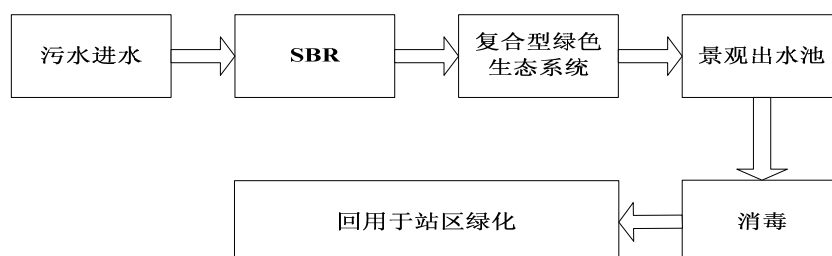 污水进水
SBR
复合型绿色
生态系统
景观出水池
消毒
回用于站区绿化